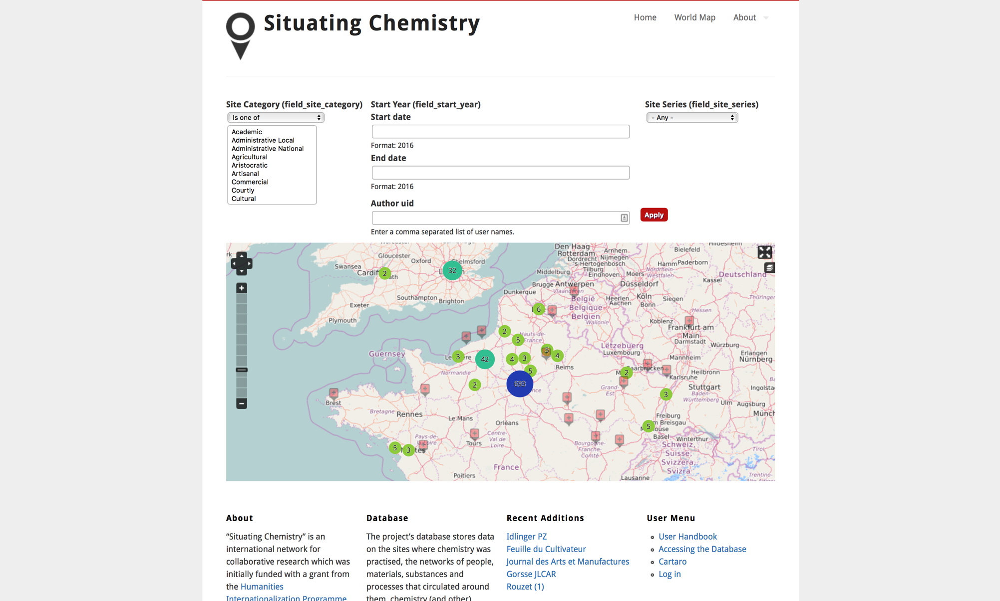 Situating Chemistry
Home
World Map
About
Site Category (field_site_category)
Is one of
Academic
Administrative Local
Administrative National
Agricultural
Aristocratic
Artisanal
Commercial
Courtly
Cultural
Start Year (field_start_year)
Start date
Format: 2016
End date
Format: 2016
Author uid
Enter a comma separated list of user names.
Site Series (field_site_series)
- Any -
Apply
Den Haag
Rotterdam
Arnhem
Bielefeld
Gloucester
Oxford
Chelmsford
Dordrecht
Nijmegen
's-Hertogenbosch
Hamm
Paderborn
Swansea
Cardiff
2
32
Middelburg
Tilburg
Eindhoven
Moers
Nordrhein-
Westfalen
Deutschland
Kassel
Brugge
Antwerpen
Düsseldorf
Dunkerque
Vlaanderen
Southampton
Brighton
België
Belgique
- Belgien
Heerlen
Aachen
Köln
Bonn
Siegen
Exeter
Plymouth
6
Wallonie
Hessen
Koblenz
Frankfurt am
Main
Darmstadt
Würzburg
2
Hauts-de-
France
5
Lëtzebuerg
Luxembourg
Guernsey
3
42
4
3
5
4
Reims
Mannheim
Erlangen
Nürnberg
Saarbrücken
Heilbronn
Karlsruhe
Normandie
5
2
2
693
Grand-
Est
Stuttgart
Baden-
Württemberg
Ulm
Augsburg
3
Brest
Bretagne
Rennes
Le Mans
Orléans
Freiburg
im Breisgau
5
Basel
Winterthur
Pays-de-
la-Loire
Tours
Centre-
Val de
Loire
Bourgogne-
Franche-
Comté
Schweiz,
Suisse,
Svizzera,
Svizra
Tirol
5
3
France
Poitiers
Lausanne
Trentino-
About
“Situating Chemistry” is an
international network for
collaborative research which was
initially funded with a grant from
the Humanities
Internationalization Programme
Database
The project’s database stores data
on the sites where chemistry was
practised, the networks of people,
materials, substances and
processes that circulated around
them, chemistry (and other)
Recent Additions
Idlinger PZ
Feuille du Cultivateur
Journal des Arts et Manufactures
Gorsse JLCAR
Rouzet (1)
User Menu
User Handbook
Accessing the Database
Cartaro
Log in